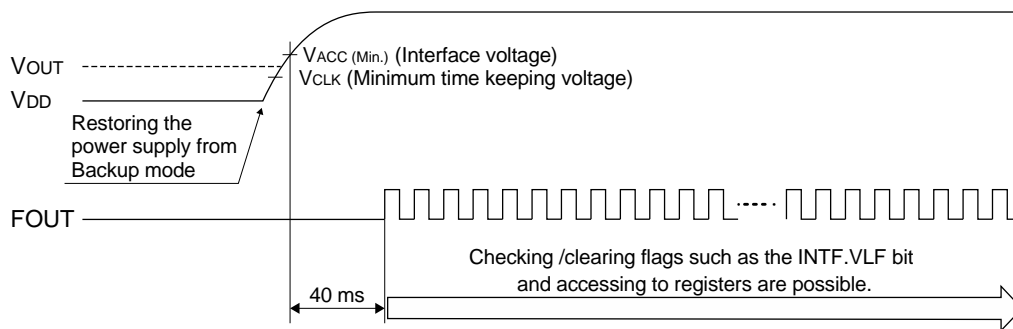 VACC (Min.) (Interface voltage)
VOUT
VCLK (Minimum time keeping voltage)
VDD
Restoring the
power supply from
Backup mode
FOUT
Checking /clearing flags such as the INTF.VLF bit
and accessing to registers are possible.
40 ms